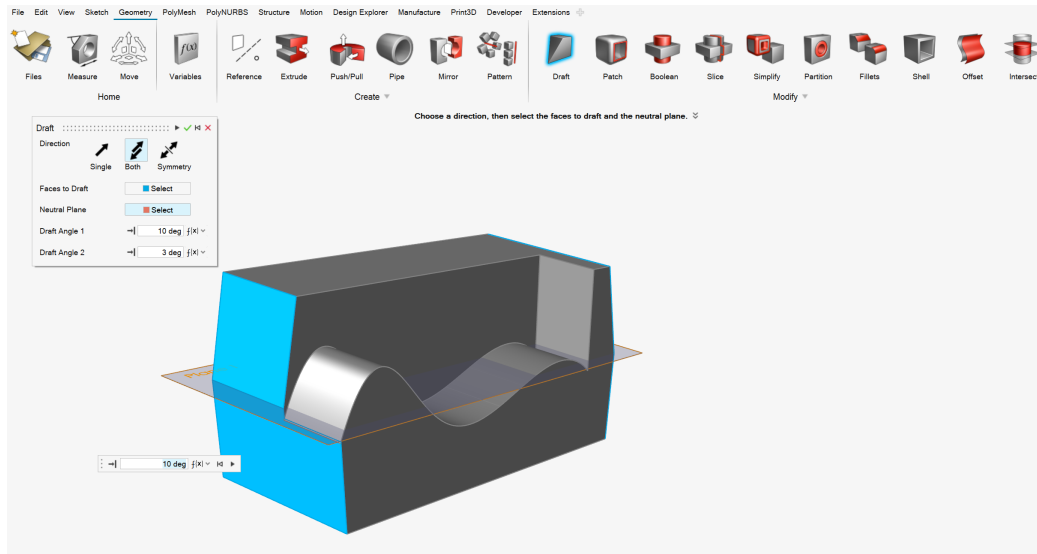 File Edit View Sketch Geometry PolyMesh PolyNURBS Structure Motion Design Explorer Manufacture Print3D Developer Extensions
f(x)
Files Measure Move Variables Reference Extrude Push/Pull Pipe Mirror Pattern Draft Patch Boolean Slice Simplify Partition Fillets Shell Offset Intersect
Home Create Modify
Choose a direction, then select the faces to draft and the neutral plane.
Draft
Direction
Single Both Symmetry
Faces to Draft Select
Neutral Plane Select
Draft Angle 1 10 deg f(x)
Draft Angle 2 3 deg f(x)
10 deg f(x)